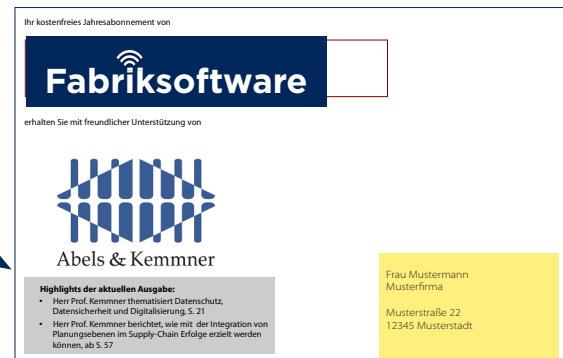 Ihr kostenfreies Jahresabonnement von
Fabriksoftware
erhalten Sie mit freundlicher Unterstützung von
Abels & Kemmner
Highlights der aktuellen Ausgabe:
• Herr Prof. Kemmner thematisiert Datenschutz,
Datensicherheit und Digitalisierung, S. 21
• Herr Prof. Kemmner berichtet, wie mit der Integration von
Planungsebenen im Supply-Chain Erfolge erzielt werden
können, ab S. 57
Frau Mustermann
Musterfirma
Musterstraße 22
12345 Musterstadt